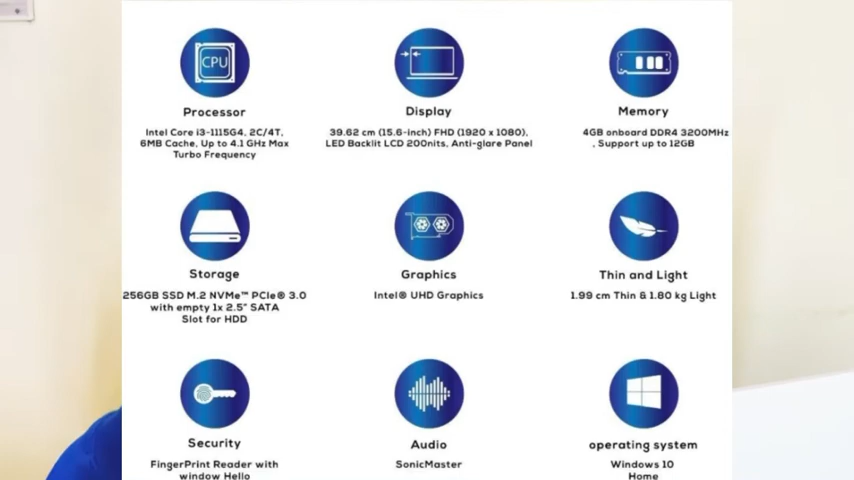 CPU
Processor
Intel Core i3-1115G4, 2C/4T,
6MB Cache, Up to 4.1 GHz Max
Turbo Frequency
Display
39.62 cm (15.6-inch) FHD (1920 x 1080),
LED Backlit LCD 200nits, Anti-glare Panel
Memory
4GB onboard DDR4 3200MHz
, Support up to 12GB
Storage
256GB SSD M.2 NVMe™ PCIe® 3.0
with empty 1x 2.5" SATA
Slot for HDD
Graphics
Intel® UHD Graphics
Thin and Light
1.99 cm Thin & 1.80 kg Light
Security
FingerPrint Reader with
window Hello
Audio
SonicMaster
operating system
Windows 10
Home